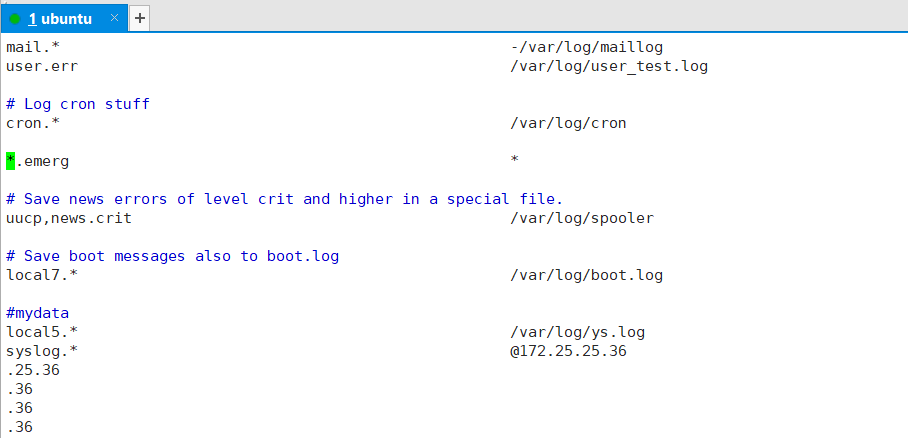 1 ubuntu × +
mail.* -/var/log/maillog
user.err /var/log/user_test.log
# Log cron stuff
cron.* /var/log/cron
*.emerg *
# Save news errors of level crit and higher in a special file.
uucp,news.crit /var/log/spooler
# Save boot messages also to boot.log
local7.* /var/log/boot.log
#mydata
local5.* /var/log/ys.log
syslog.* @172.25.25.36
.25.36
.36
.36
.36